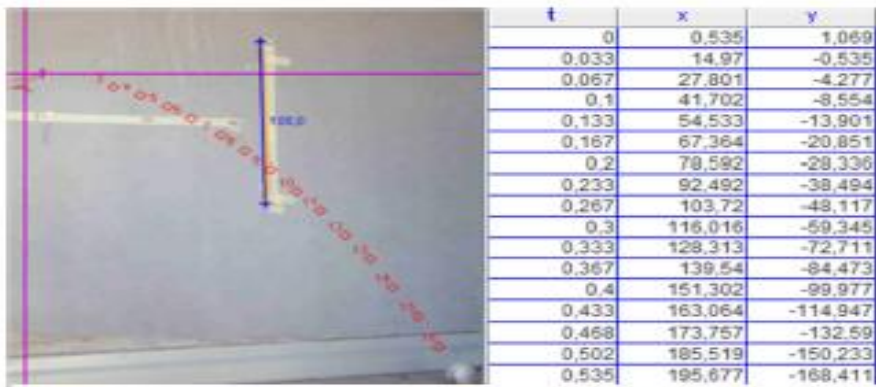 100,0
t x y
0 0,535 1,069
0,033 14,97 -0,535
0,067 27,801 -4,277
0,1 41,702 -8,554
0,133 54,533 -13,901
0,167 67,364 -20,851
0,2 78,592 -28,336
0,233 92,492 -38,494
0,267 103,72 -48,117
0,3 116,016 -59,345
0,333 128,313 -72,711
0,367 139,54 -84,473
0,4 151,302 -99,977
0,433 163,064 -114,947
0,468 173,757 -132,59
0,502 185,519 -150,233
0,535 195,677 -168,411